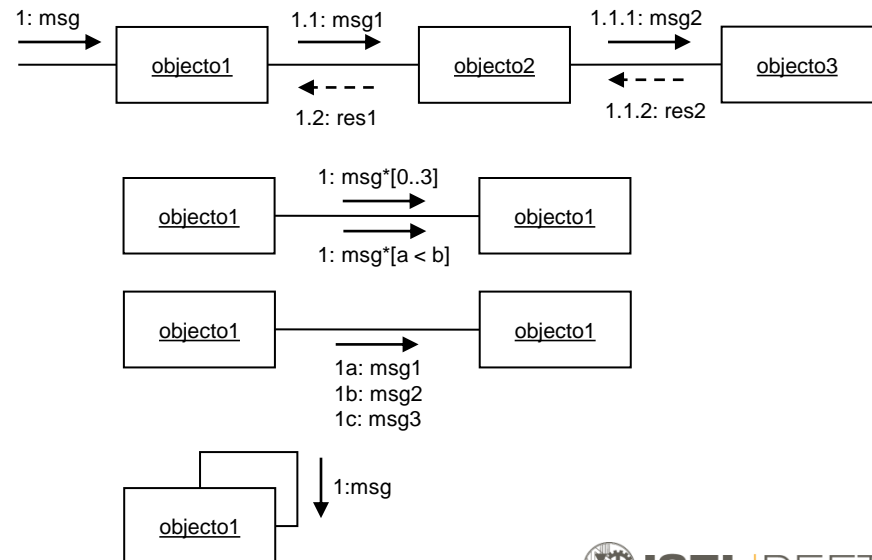 1: msg
1.1: msg1
1.1.1: msg2
objecto1
objecto2
objecto3
1.2: res1
1.1.2: res2
1: msg*[0..3]
objecto1
objecto1
1: msg*[a < b]
objecto1
objecto1
1a: msg1
1b: msg2
1c: msg3
1:msg
objecto1